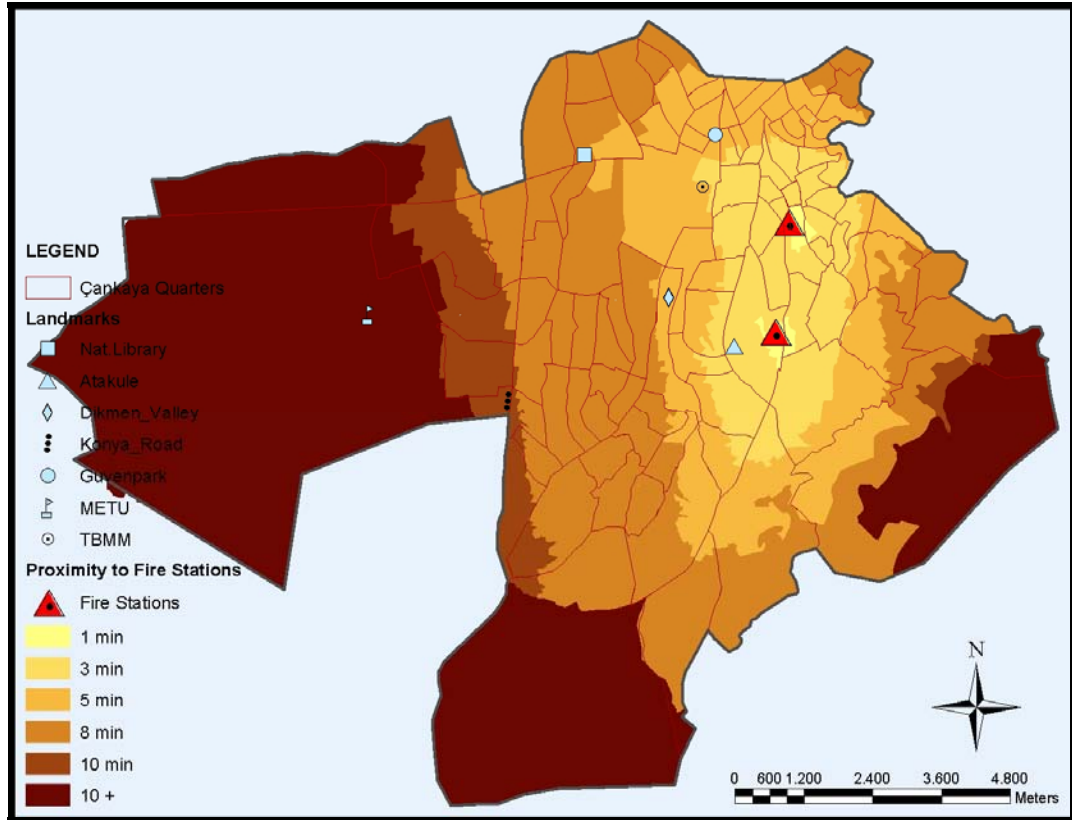 LEGEND
Çankaya Quarters
Landmarks
Nat.Library
Atakule
Dikmen_Valley
Konya_Road
Guvenpark
METU
TBMM
Proximity to Fire Stations
Fire Stations
1 min
3 min
5 min
8 min
10 min
10 +
N
0 600 1.200 2.400 3.600 4.800
Meters